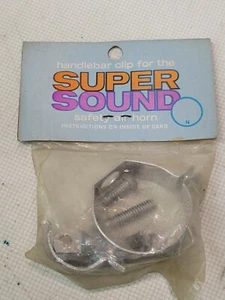 handlebar clip for the
SUPER
SOUND
safety air horn
INSTRUCTIONS ON INSIDE OF CARD